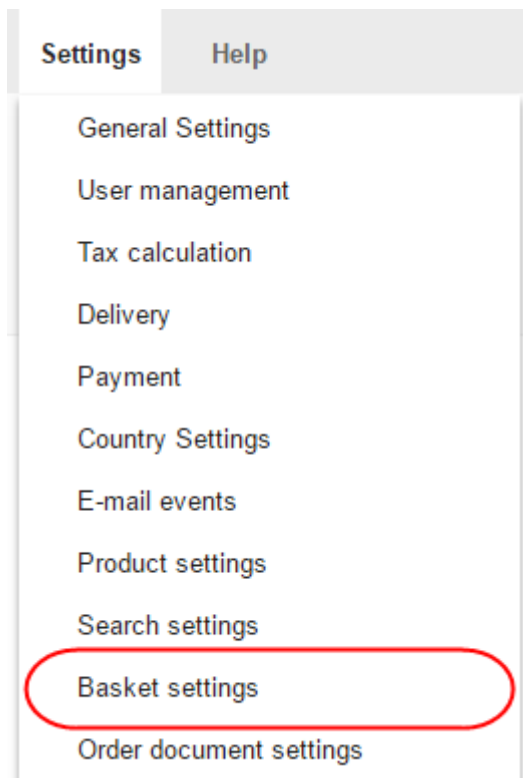 Settings Help
General Settings
User management
Tax calculation
Delivery
Payment
Country Settings
E-mail events
Product settings
Search settings
Basket settings
Order document settings